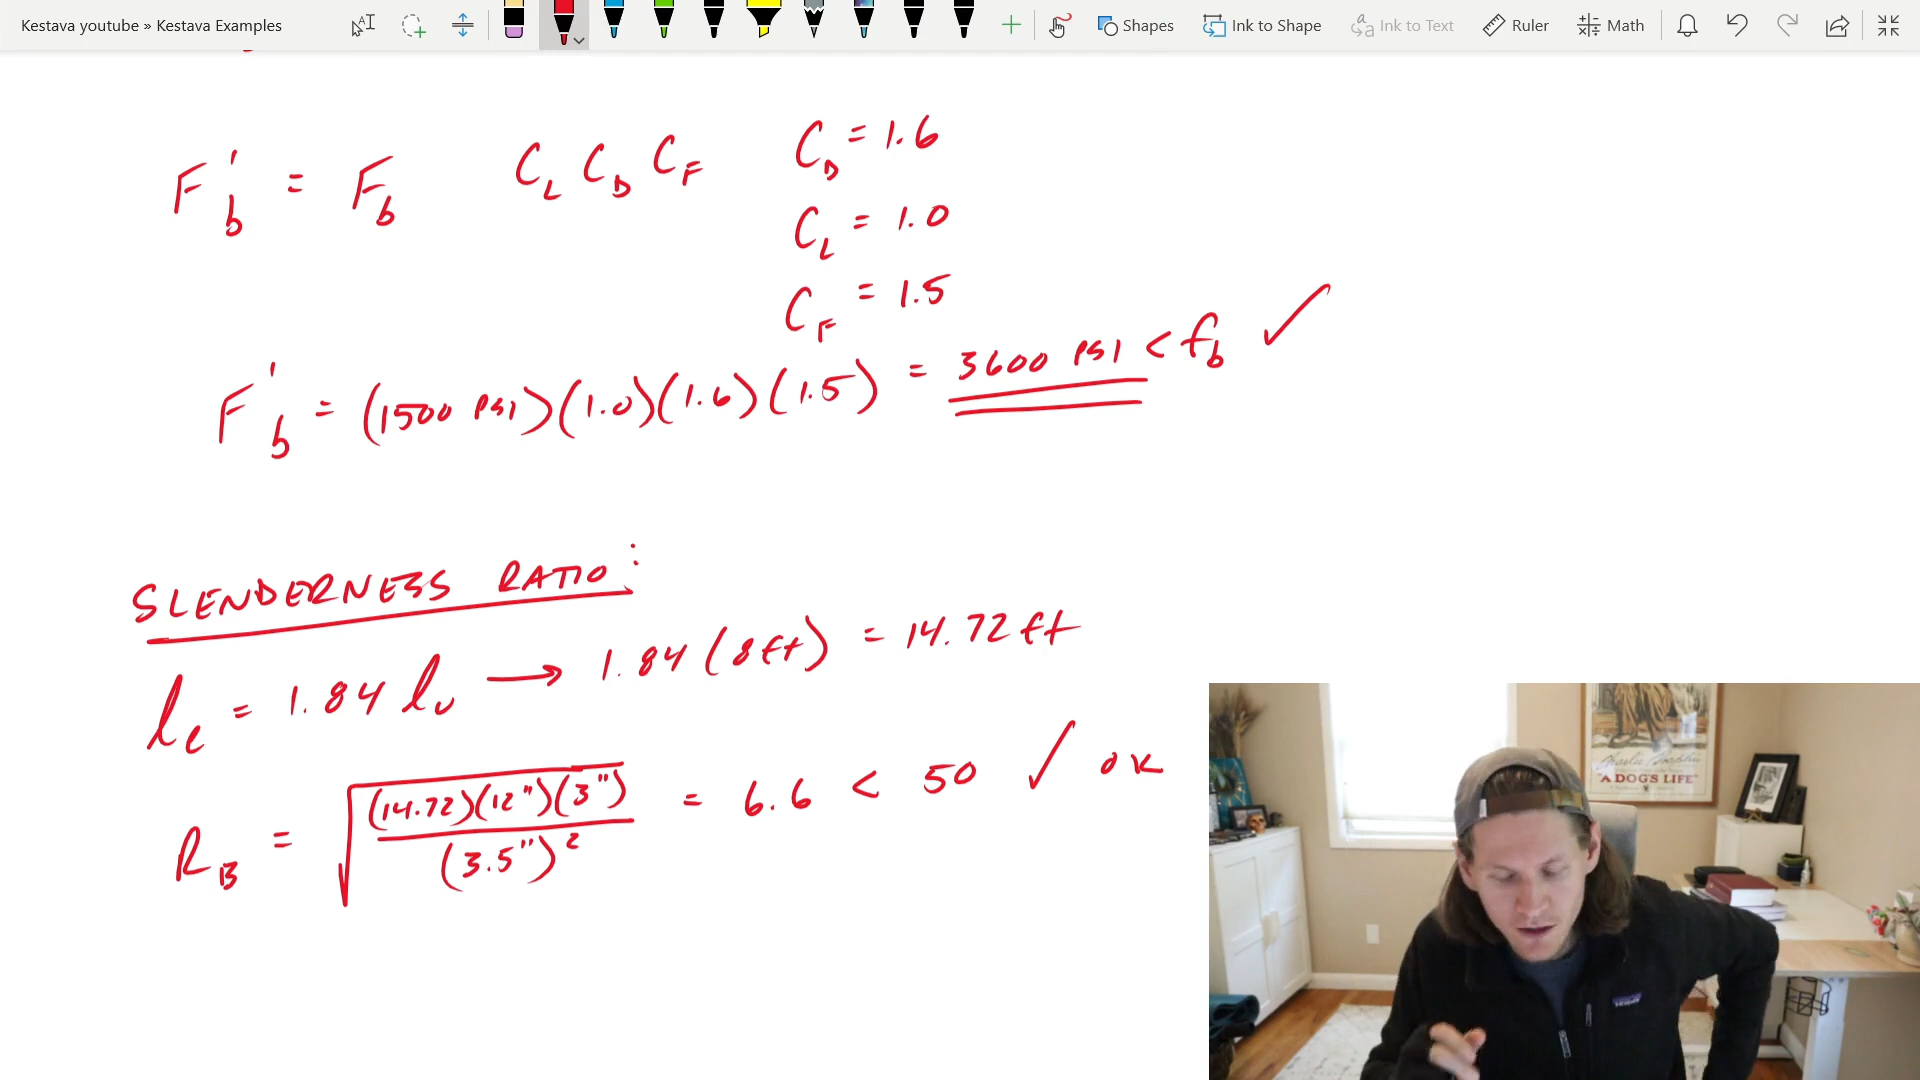 Kestava youtube » Kestava Examples
Shapes
Ink to Shape
Ink to Text
Ruler
Math
F'b = Fb CL CD CF
CD = 1.6
CL = 1.0
CF = 1.5
F'b = (1500 PSI)(1.0)(1.6)(1.5) = 3600 PSI < fb ✓
SLENDERNESS RATIO:
le = 1.84 lu → 1.84 (8ft) = 14.72 ft
RB = √((14.72)(12")(3") / (3.5")²) = 6.6 < 50 ✓ OK
"A DOG'S LIFE"